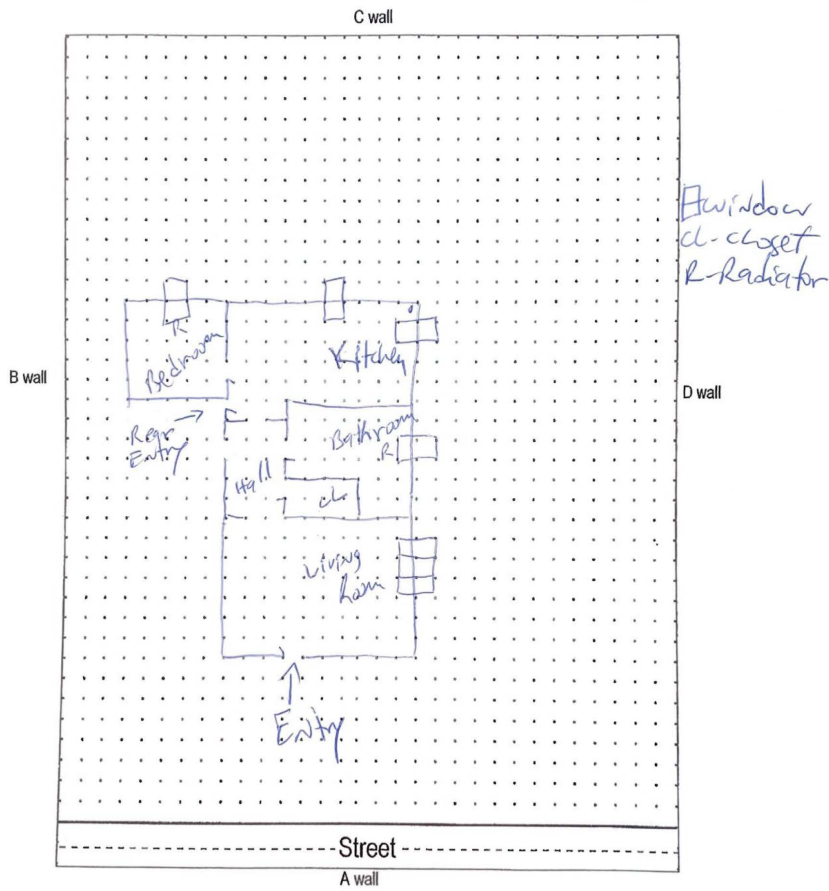 C wall
window
cl-closet
R-Radiator
R
Bedroom
Kitchen
B wall
D wall
Rear
Entry
Bathroom
R
Hall
cl
Living
Room
Entry
Street
A wall